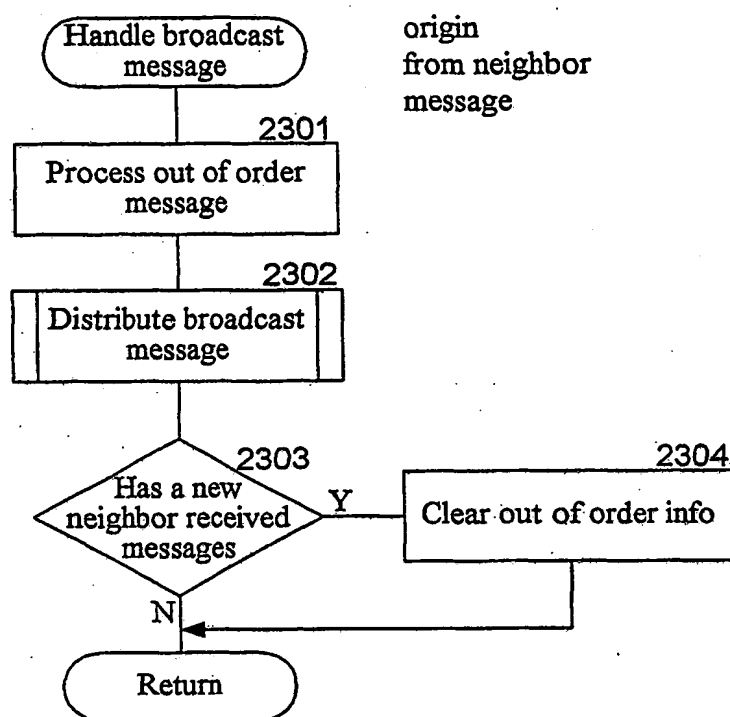 Handle broadcast
message
origin
from neighbor
message
2301
Process out of order
message
2302
Distribute broadcast
message
2303
Has a new
neighbor received
messages
Y
2304
Clear out of order info
N
Return